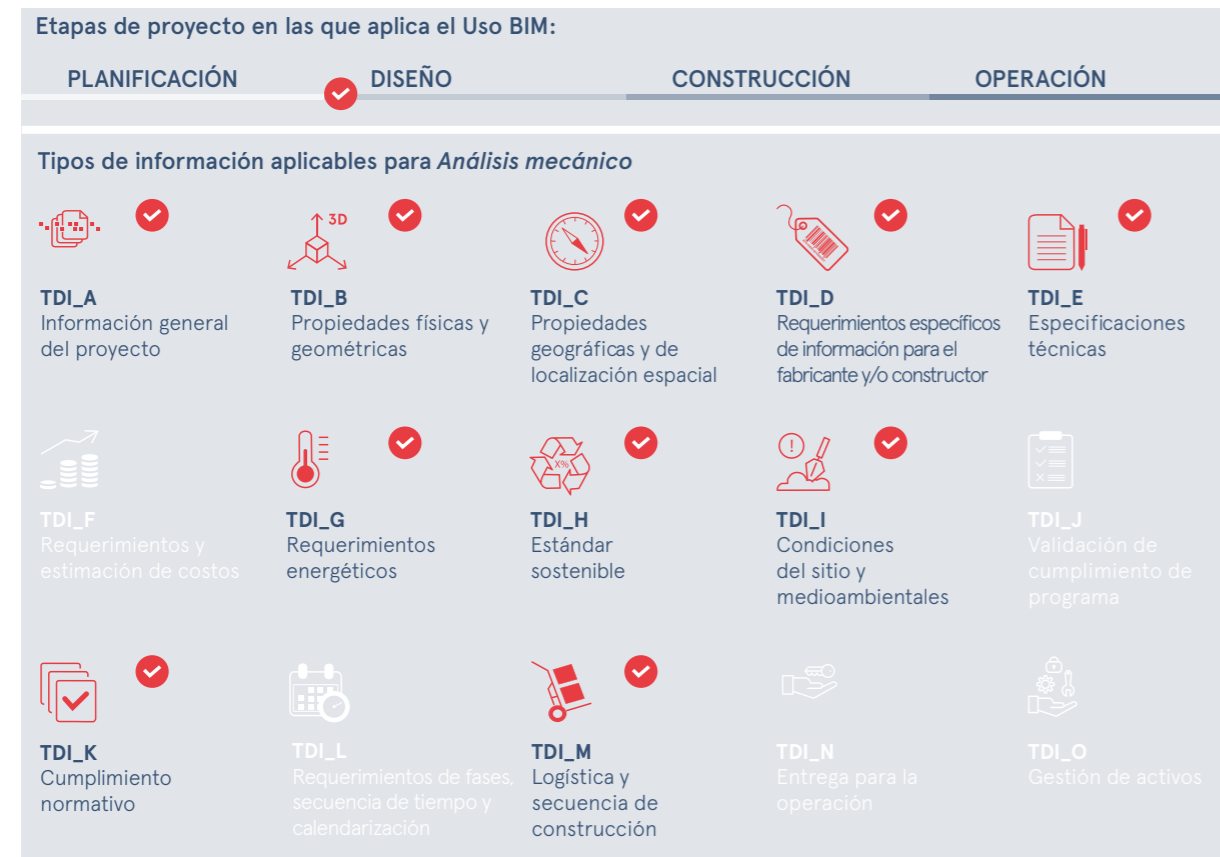 Etapas de proyecto en las que aplica el Uso BIM:
PLANIFICACIÓN DISEÑO CONSTRUCCIÓN OPERACIÓN
Tipos de información aplicables para Análisis mecánico
3D
TDI_A
Información general
del proyecto
TDI_B
Propiedades físicas y
geométricas
TDI_C
Propiedades
geográficas y de
localización espacial
TDI_D
Requerimientos específicos
de información para el
fabricante y/o constructor
TDI_E
Especificaciones
técnicas
TDI_F
Requerimientos y
estimación de costos
TDI_G
Requerimientos
energéticos
X%
TDI_H
Estándar
sostenible
TDI_I
Condiciones
del sitio y
medioambientales
TDI_J
Validación de
cumplimiento de
programa
TDI_K
Cumplimiento
normativo
TDI_L
Requerimientos de fases,
secuencia de tiempo y
calendarización
TDI_M
Logística y
secuencia de
construcción
TDI_N
Entrega para la
operación
TDI_O
Gestión de activos